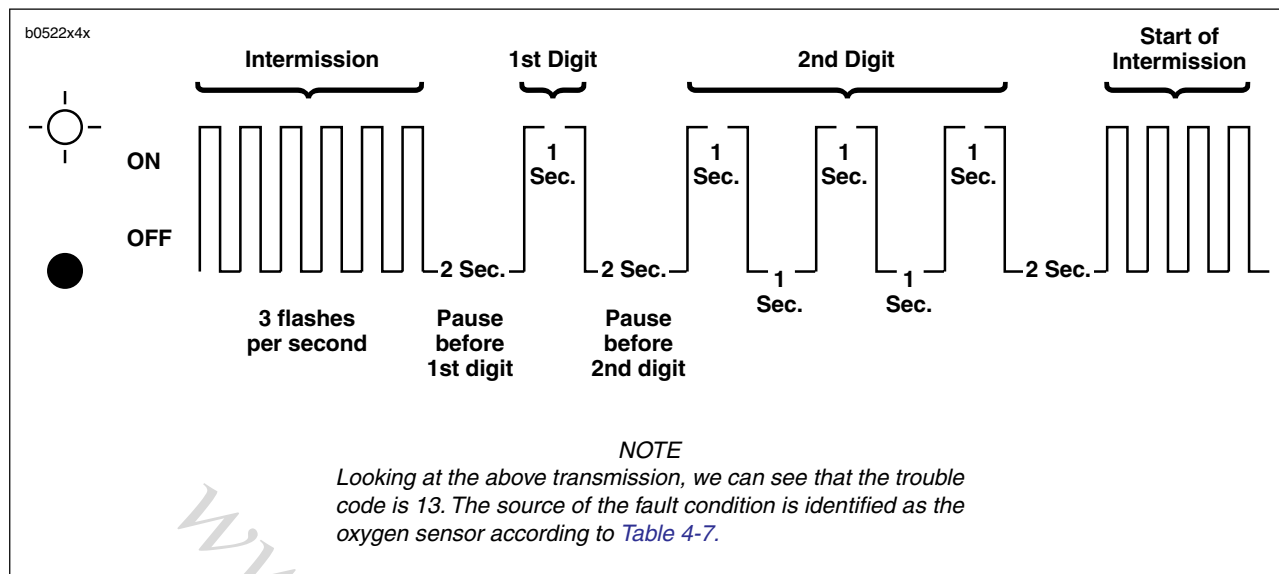 b0522x4x
Intermission
1st Digit
2nd Digit
Start of
Intermission
ON
OFF
1
Sec.
1
Sec.
1
Sec.
1
Sec.
2 Sec.
2 Sec.
1
Sec.
1
Sec.
2 Sec.
3 flashes
per second
Pause
before
1st digit
Pause
before
2nd digit
NOTE
Looking at the above transmission, we can see that the trouble
code is 13. The source of the fault condition is identified as the
oxygen sensor according to Table 4-7.